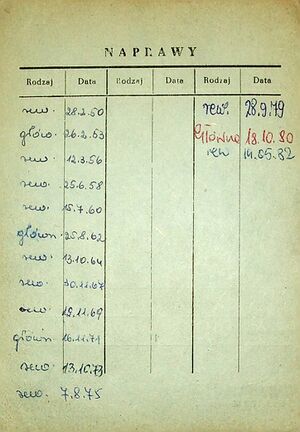 NAPRAWY
Rodzaj Data Rodzaj Data Rodzaj Data
rew. 28.2.50 rew. 28.9.79
głów. 26.2.53 Główna 18.10.80
rew. 12.3.56 rew 14.05.82
rew. 25.6.58
rew. 15.7.60
główn. 25.8.62
rew. 13.10.64
rew. 30.11.67
rew. 12.11.69
główn. 16.11.71
rew. 13.10.73
rew. 7.8.75